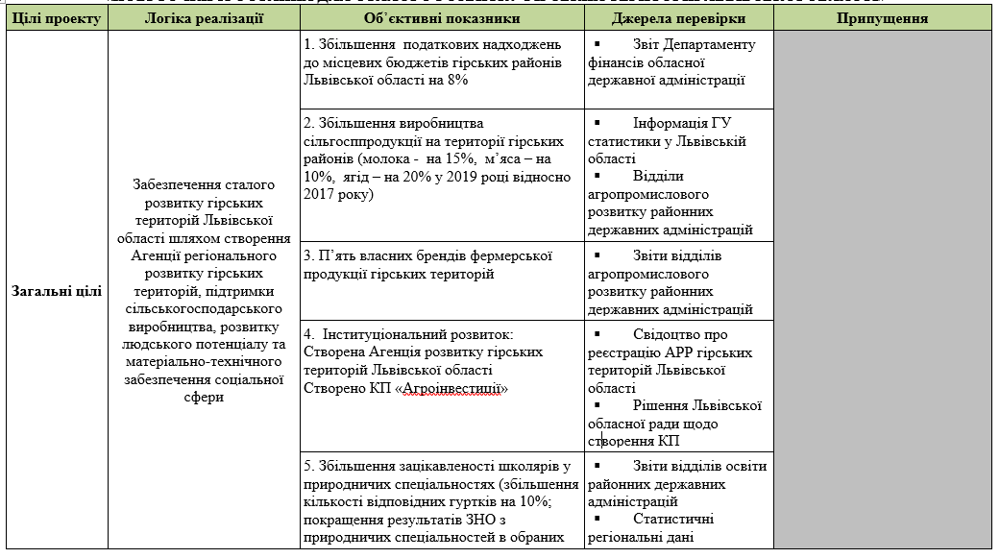 Цілі проекту
Логіка реалізації
Об’єктивні показники
Джерела перевірки
Припущення
Загальні цілі
Забезпечення сталого
розвитку гірських
територій Львівської
області шляхом створення
Агенції регіонального
розвитку гірських
територій, підтримки
сільськогосподарського
виробництва, розвитку
людського потенціалу та
матеріально-технічного
забезпечення соціальної
сфери
1. Збільшення податкових надходжень
до місцевих бюджетів гірських районів
Львівської області на 8%
▪ Звіт Департаменту
фінансів обласної
державної адміністрації
2. Збільшення виробництва
сільгосппродукції на території гірських
районів (молока - на 15%, м’яса – на
10%, ягід – на 20% у 2019 році відносно
2017 року)
▪ Інформація ГУ
статистики у Львівській
області
▪ Відділи
агропромислового
розвитку районних
державних адміністрацій
3. П’ять власних брендів фермерської
продукції гірських територій
▪ Звіти відділів
агропромислового
розвитку районних
державних адміністрацій
4. Інституціональний розвиток:
Створена Агенція розвитку гірських
територій Львівської області
Створено КП «Агроінвестиції»
▪ Свідоцтво про
реєстрацію АРР гірських
територій Львівської
області
▪ Рішення Львівської
обласної ради щодо
створення КП
5. Збільшення зацікавленості школярів у
природничих спеціальностях (збільшення
кількості відповідних гуртків на 10%;
покращення результатів ЗНО з
природничих спеціальностей в обраних
▪ Звіти відділів освіти
районних державних
адміністрацій
▪ Статистичні
регіональні дані